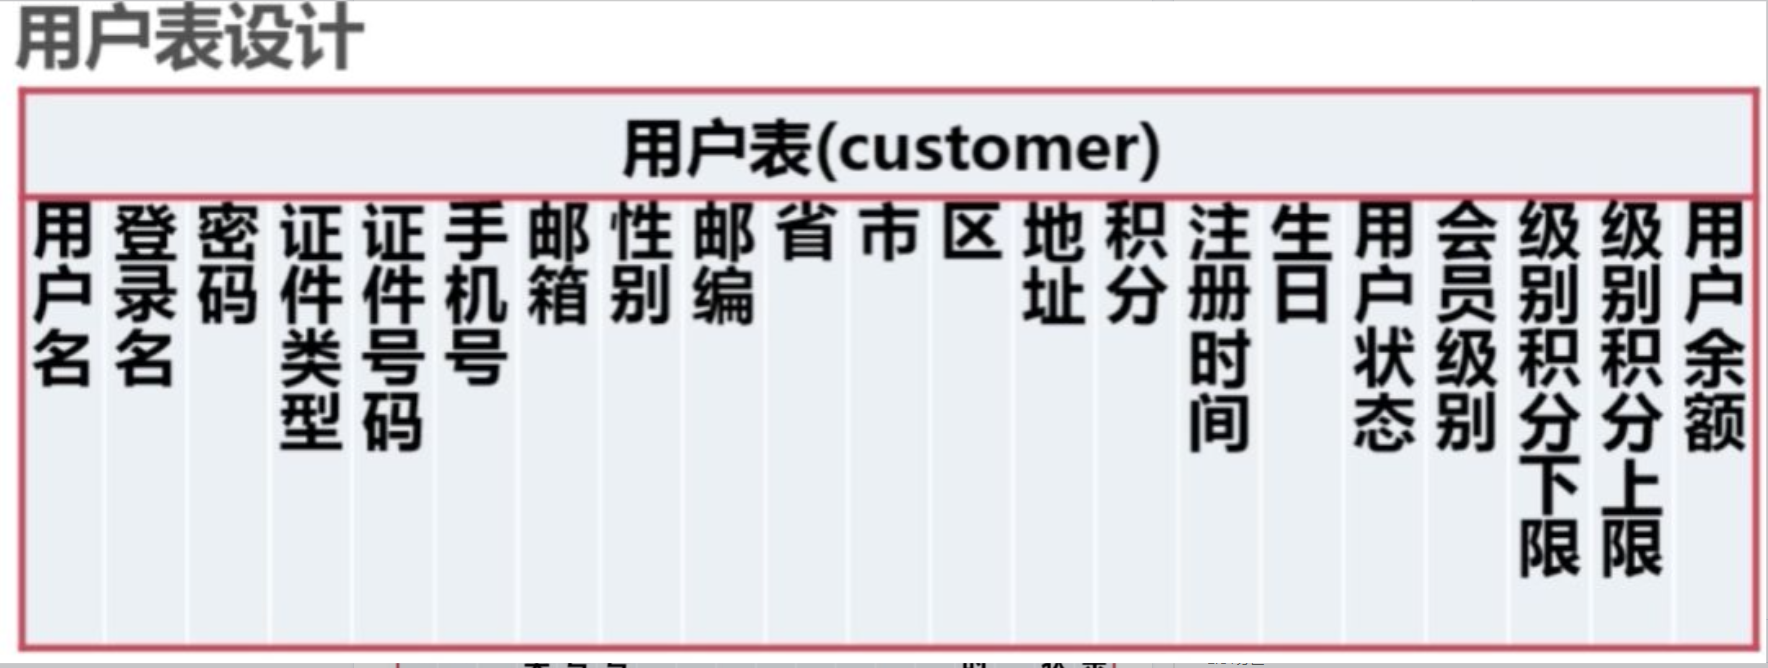 用户表设计
用户表(customer)
用户名
登录名
密码
证件类型
证件号码
手机号
邮箱
性别
邮编
省
市
区
地址
积分
注册时间
生日
用户状态
会员级别
级别积分下限
级别积分上限
用户余额